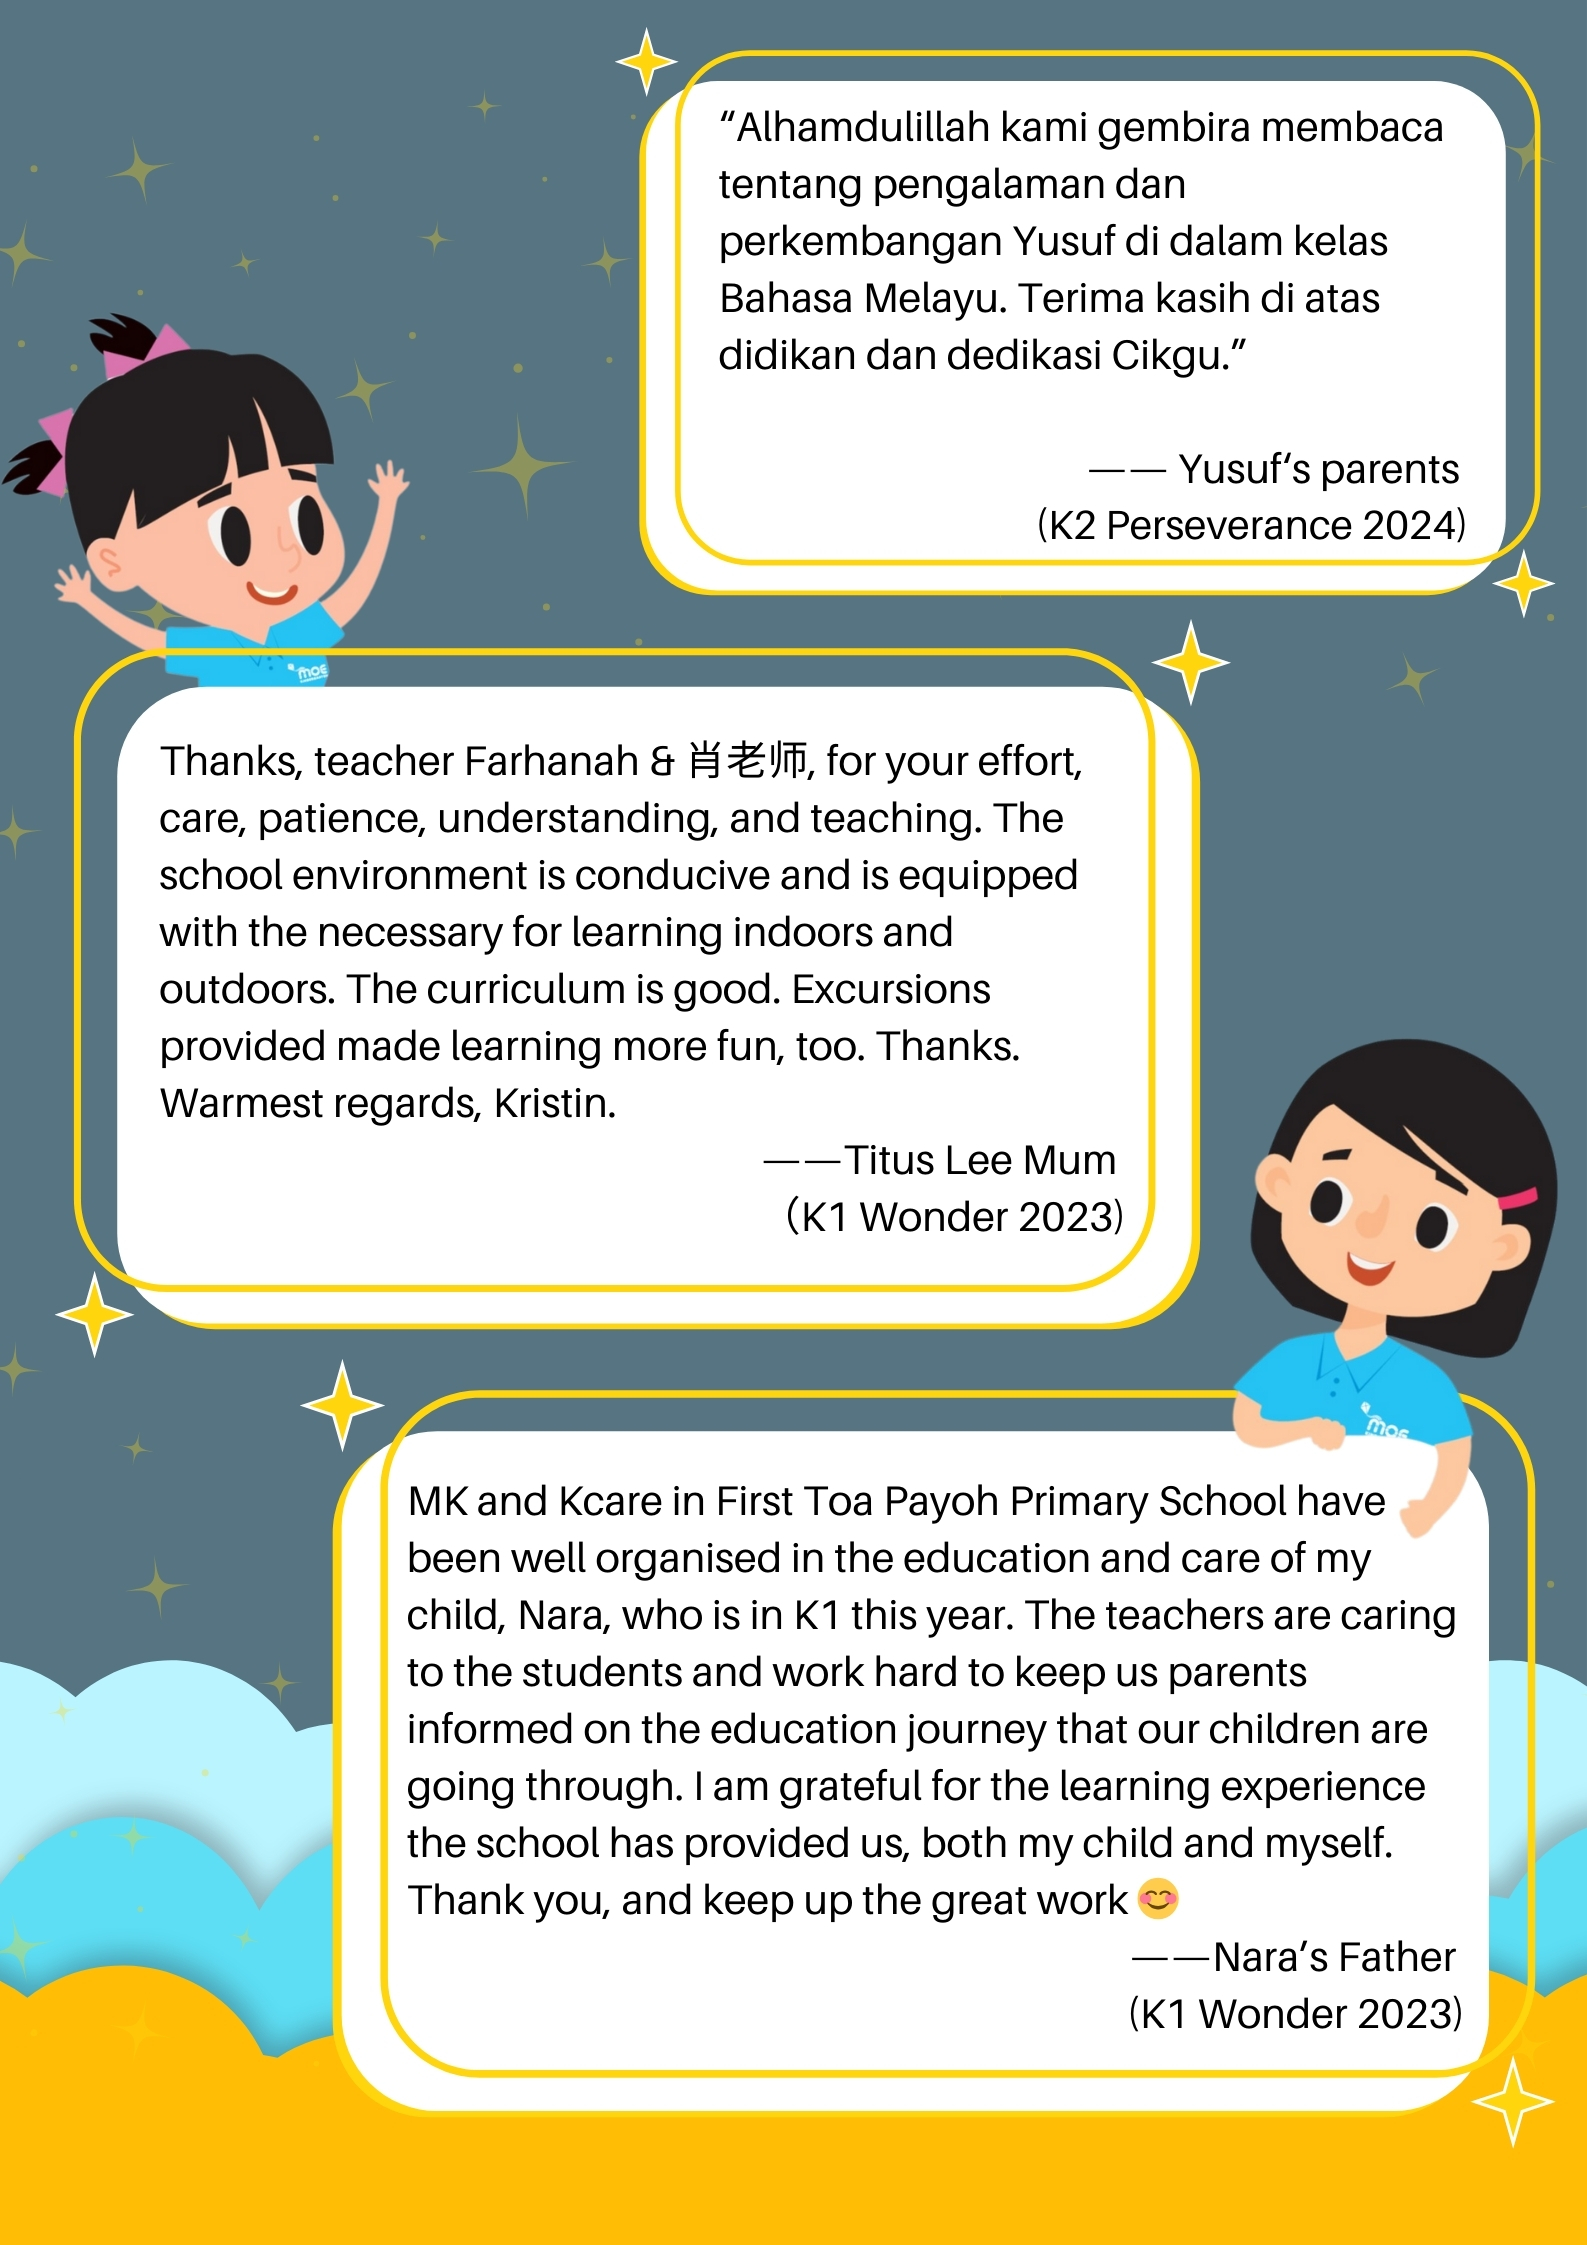 “Alhamdulillah kami gembira membaca
tentang pengalaman dan
perkembangan Yusuf di dalam kelas
Bahasa Melayu. Terima kasih di atas
didikan dan dedikasi Cikgu.”
—— Yusuf‘s parents
(K2 Perseverance 2024)
moe
Thanks, teacher Farhanah & 肖老师, for your effort,
care, patience, understanding, and teaching. The
school environment is conducive and is equipped
with the necessary for learning indoors and
outdoors. The curriculum is good. Excursions
provided made learning more fun, too. Thanks.
Warmest regards, Kristin.
——Titus Lee Mum
(K1 Wonder 2023)
moe
MK and Kcare in First Toa Payoh Primary School have
been well organised in the education and care of my
child, Nara, who is in K1 this year. The teachers are caring
to the students and work hard to keep us parents
informed on the education journey that our children are
going through. I am grateful for the learning experience
the school has provided us, both my child and myself.
Thank you, and keep up the great work 😊
——Nara’s Father
(K1 Wonder 2023)